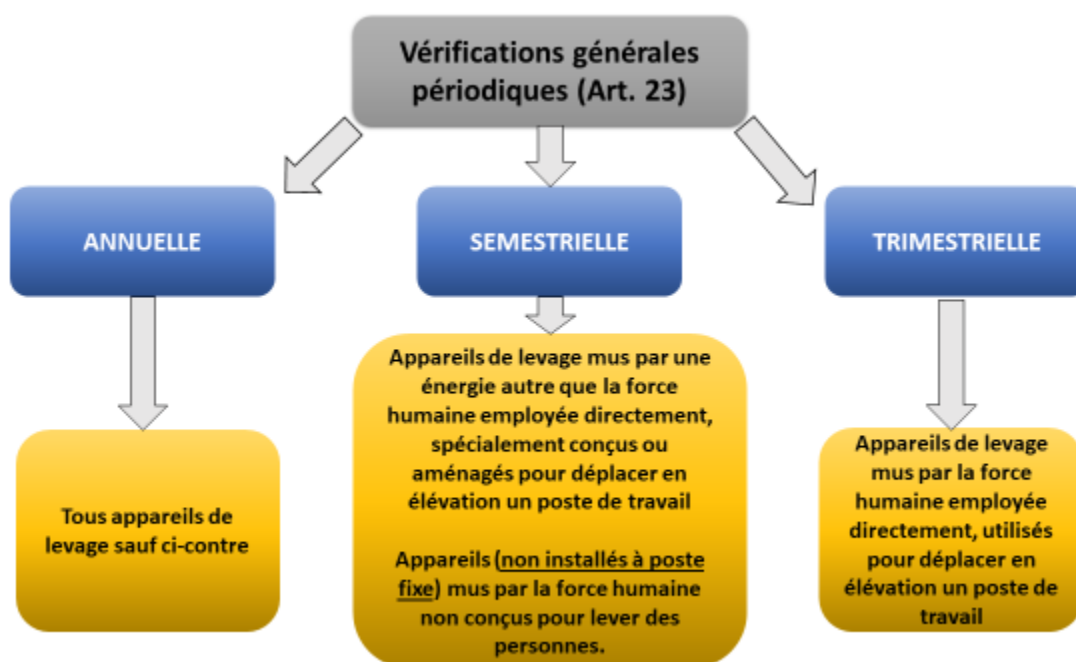 Vérifications générales
périodiques (Art. 23)
ANNUELLE
SEMESTRIELLE
TRIMESTRIELLE
Tous appareils de
levage sauf ci-contre
Appareils de levage mus par une
énergie autre que la force
humaine employée directement,
spécialement conçus ou
aménagés pour déplacer en
élévation un poste de travail
Appareils (non installés à poste
fixe) mus par la force humaine
non conçus pour lever des
personnes.
Appareils de levage
mus par la force
humaine employée
directement, utilisés
pour déplacer en
élévation un poste de
travail